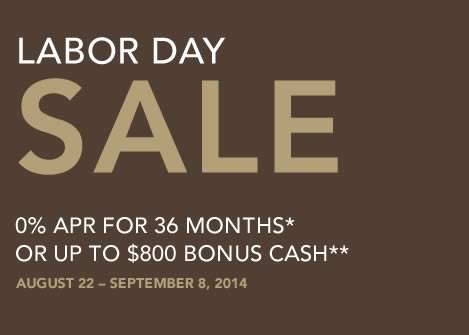 LABOR DAY
SALE
0% APR FOR 36 MONTHS*
OR UP TO $800 BONUS CASH**
AUGUST 22 – SEPTEMBER 8, 2014